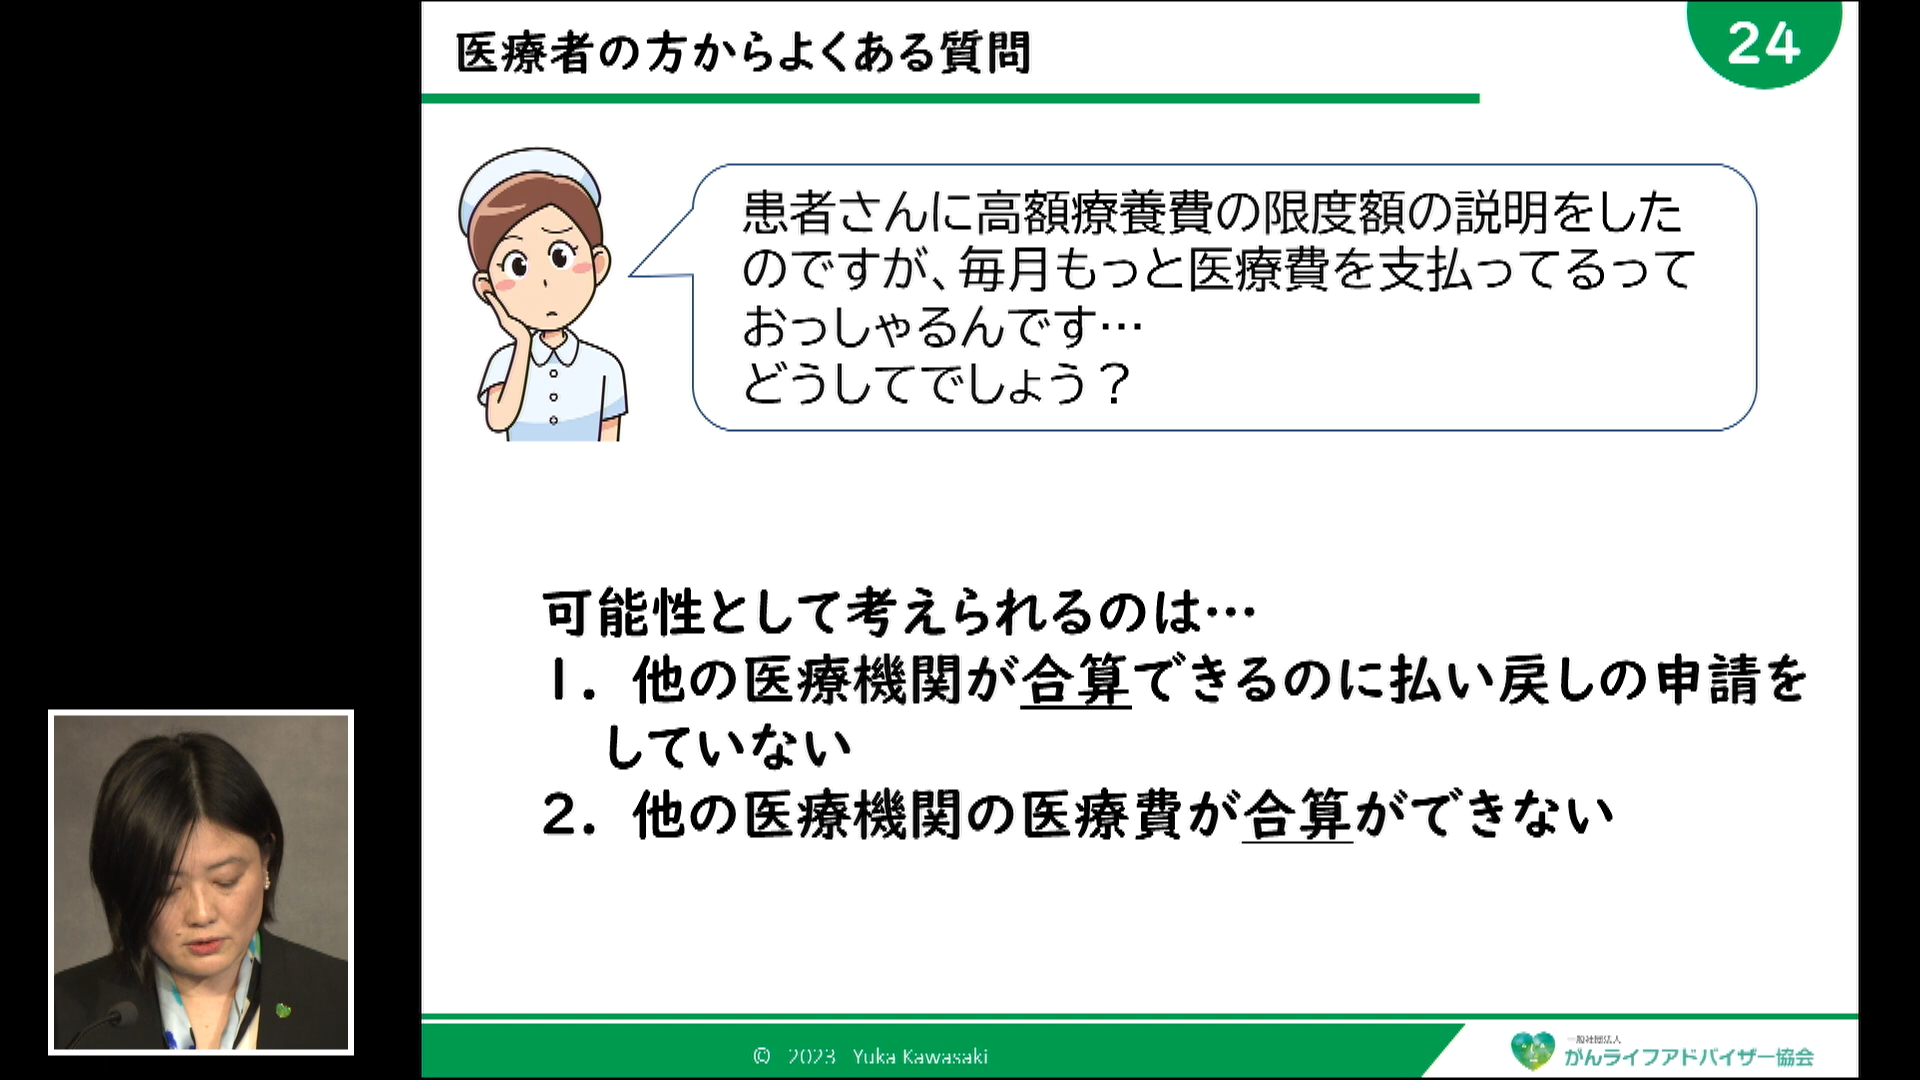 医療者の方からよくある質問
24
患者さんに高額療養費の限度額の説明をした
のですが、毎月もっと医療費を支払ってるって
おっしゃるんです…
どうしてでしょう？
可能性として考えられるのは…
1. 他の医療機関が合算できるのに払い戻しの申請を
していない
2. 他の医療機関の医療費が合算ができない
© 2023 Yuka Kawasaki
一般社団法人
がんライフアドバイザー協会